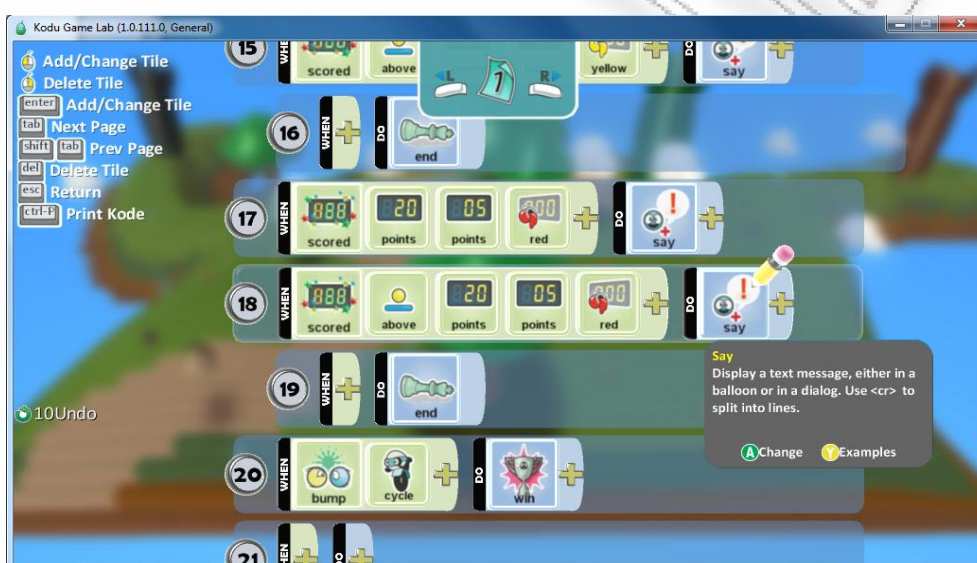 Kodu Game Lab (1.0.111.0, General)
Add/Change Tile
Delete Tile
enter Add/Change Tile
tab Next Page
shift tab Prev Page
del Delete Tile
esc Return
ctrl-P Print Kode
L 1 R
15 WHEN scored above yellow DO say
16 WHEN DO end
17 WHEN scored 20 points 05 points red DO say
18 WHEN scored above 20 points 05 points red DO say
Say
Display a text message, either in a
balloon or in a dialog. Use <cr> to
split into lines.
A Change Y Examples
19 WHEN DO end
10Undo
20 WHEN bump cycle DO win
21 WHEN DO